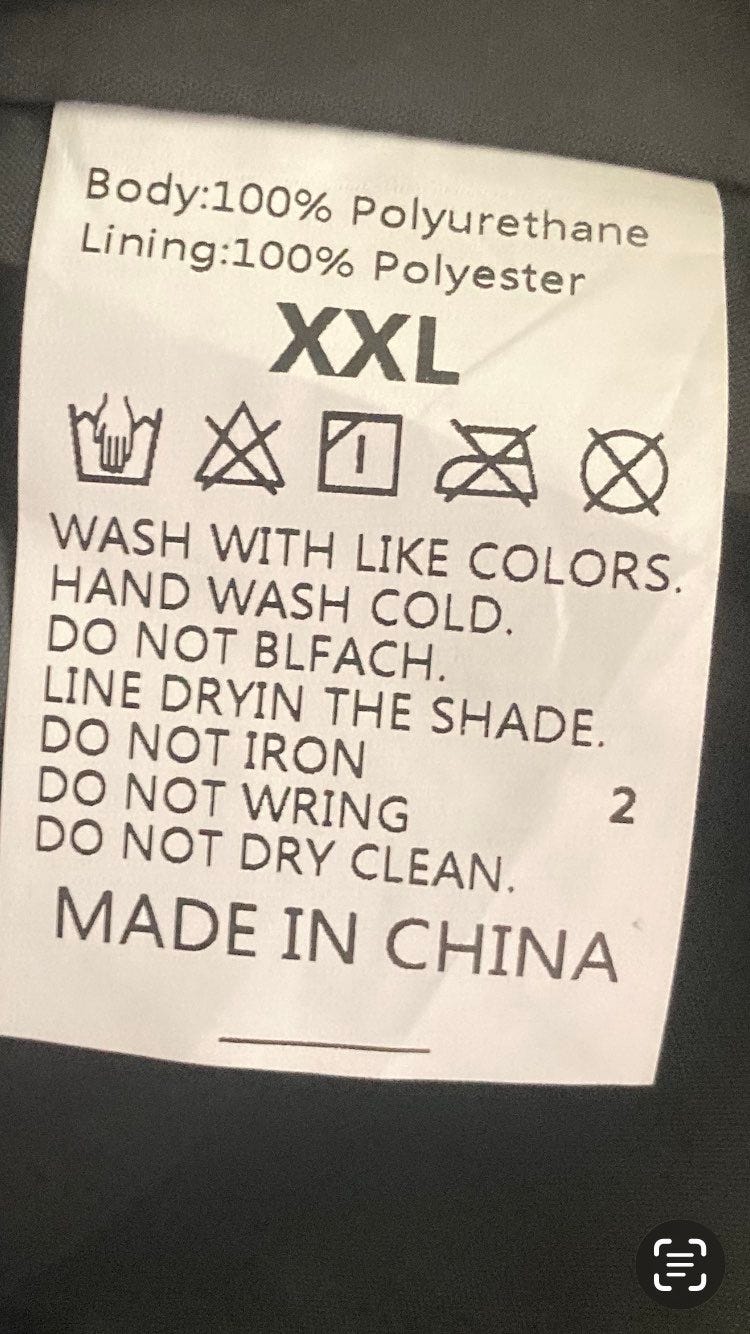 Body:100% Polyurethane
Lining:100% Polyester
XXL
WASH WITH LIKE COLORS.
HAND WASH COLD.
DO NOT BLFACH.
LINE DRYIN THE SHADE.
DO NOT IRON
DO NOT WRING 2
DO NOT DRY CLEAN.
MADE IN CHINA